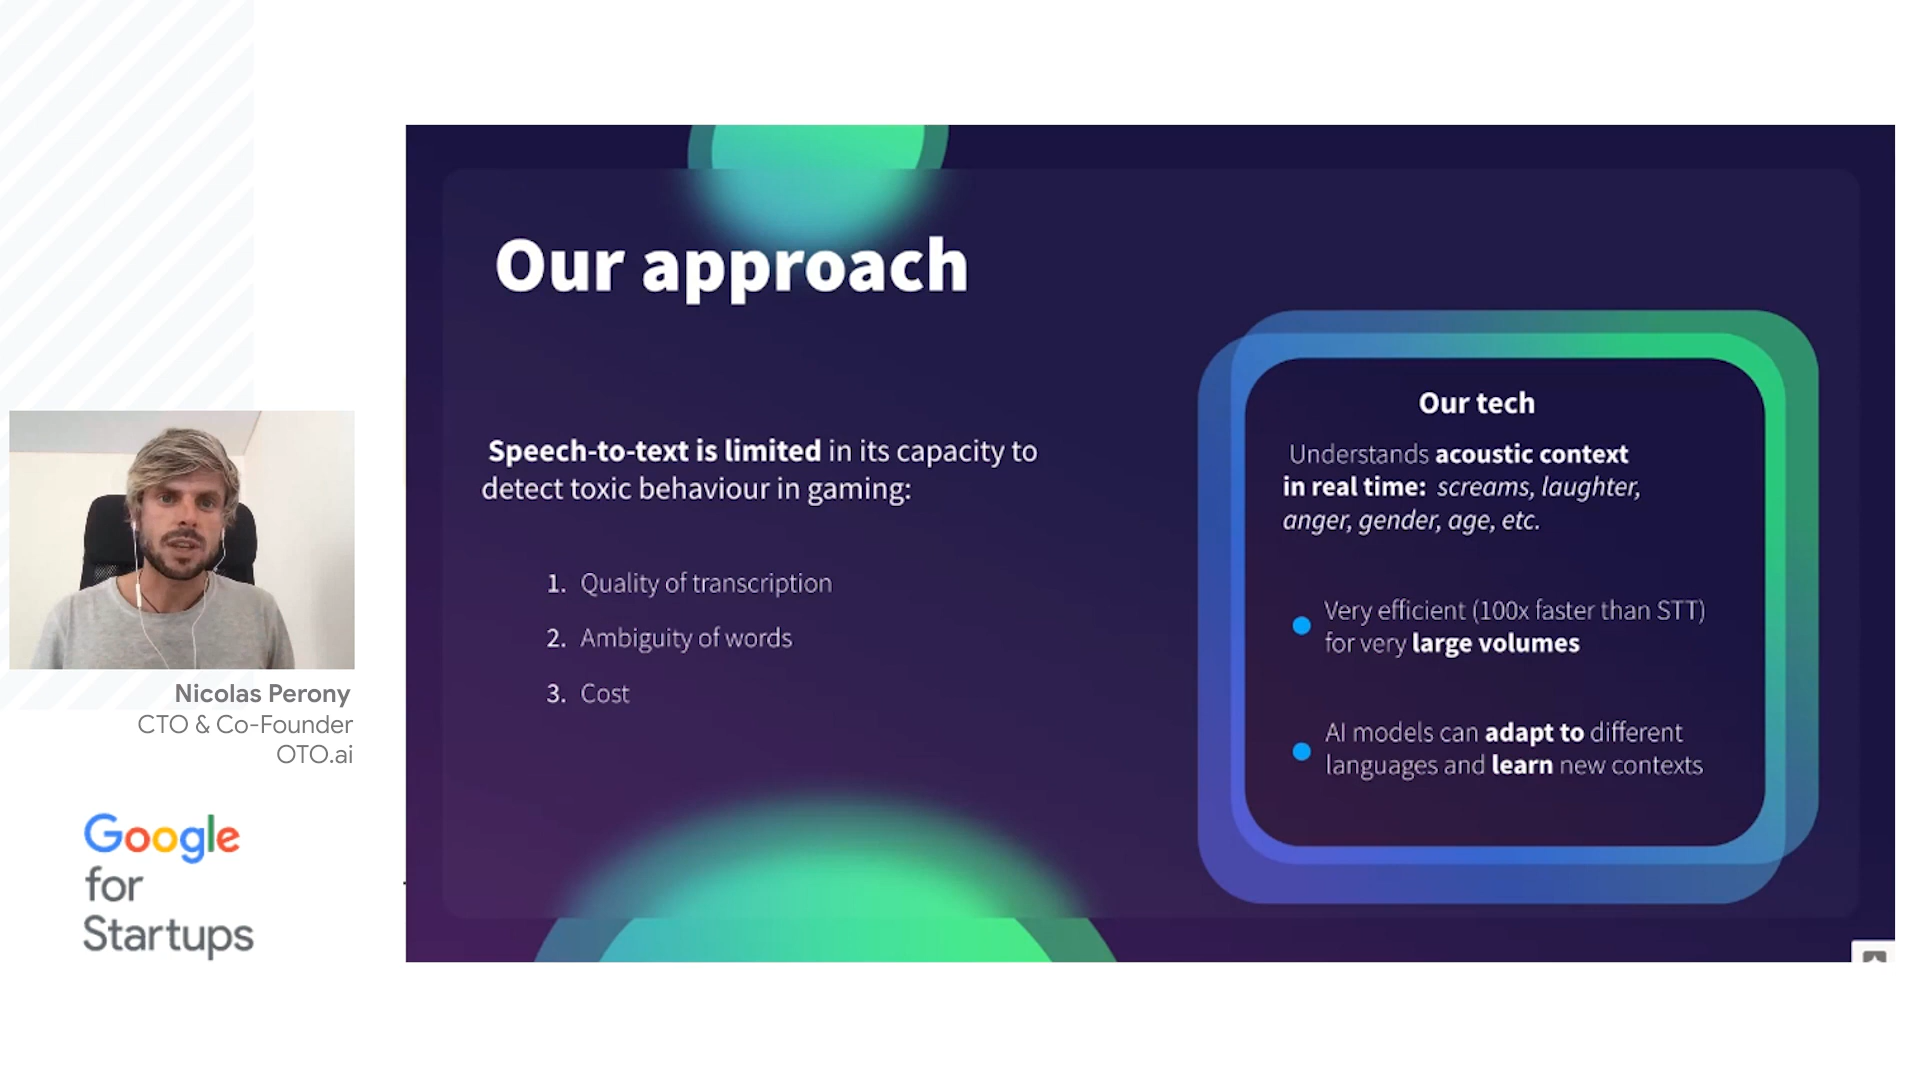 Our approach
Speech-to-text is limited in its capacity to
detect toxic behaviour in gaming:
1. Quality of transcription
2. Ambiguity of words
3. Cost
Our tech
Understands acoustic context
in real time: screams, laughter,
anger, gender, age, etc.
Very efficient (100x faster than STT)
for very large volumes
AI models can adapt to different
languages and learn new contexts
Nicolas Perony
CTO & Co-Founder
OTO.ai
Google
for
Startups